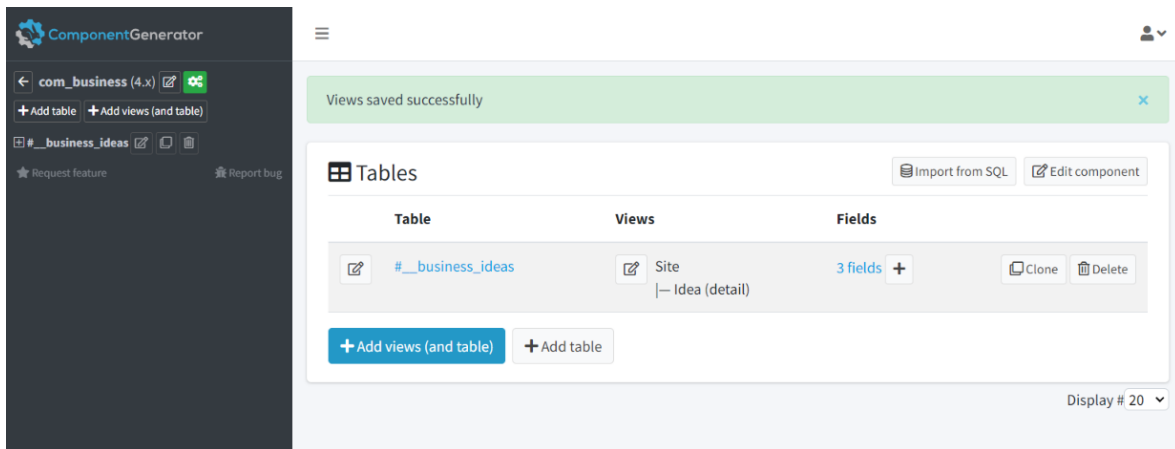 ComponentGenerator
com_business (4.x)
Add table Add views (and table)
#__business_ideas
Request feature Report bug
Views saved successfully ×
Tables
Import from SQL Edit component
Table Views Fields
#__business_ideas Site 3 fields Clone Delete
|— Idea (detail)
Add views (and table) Add table
Display # 20